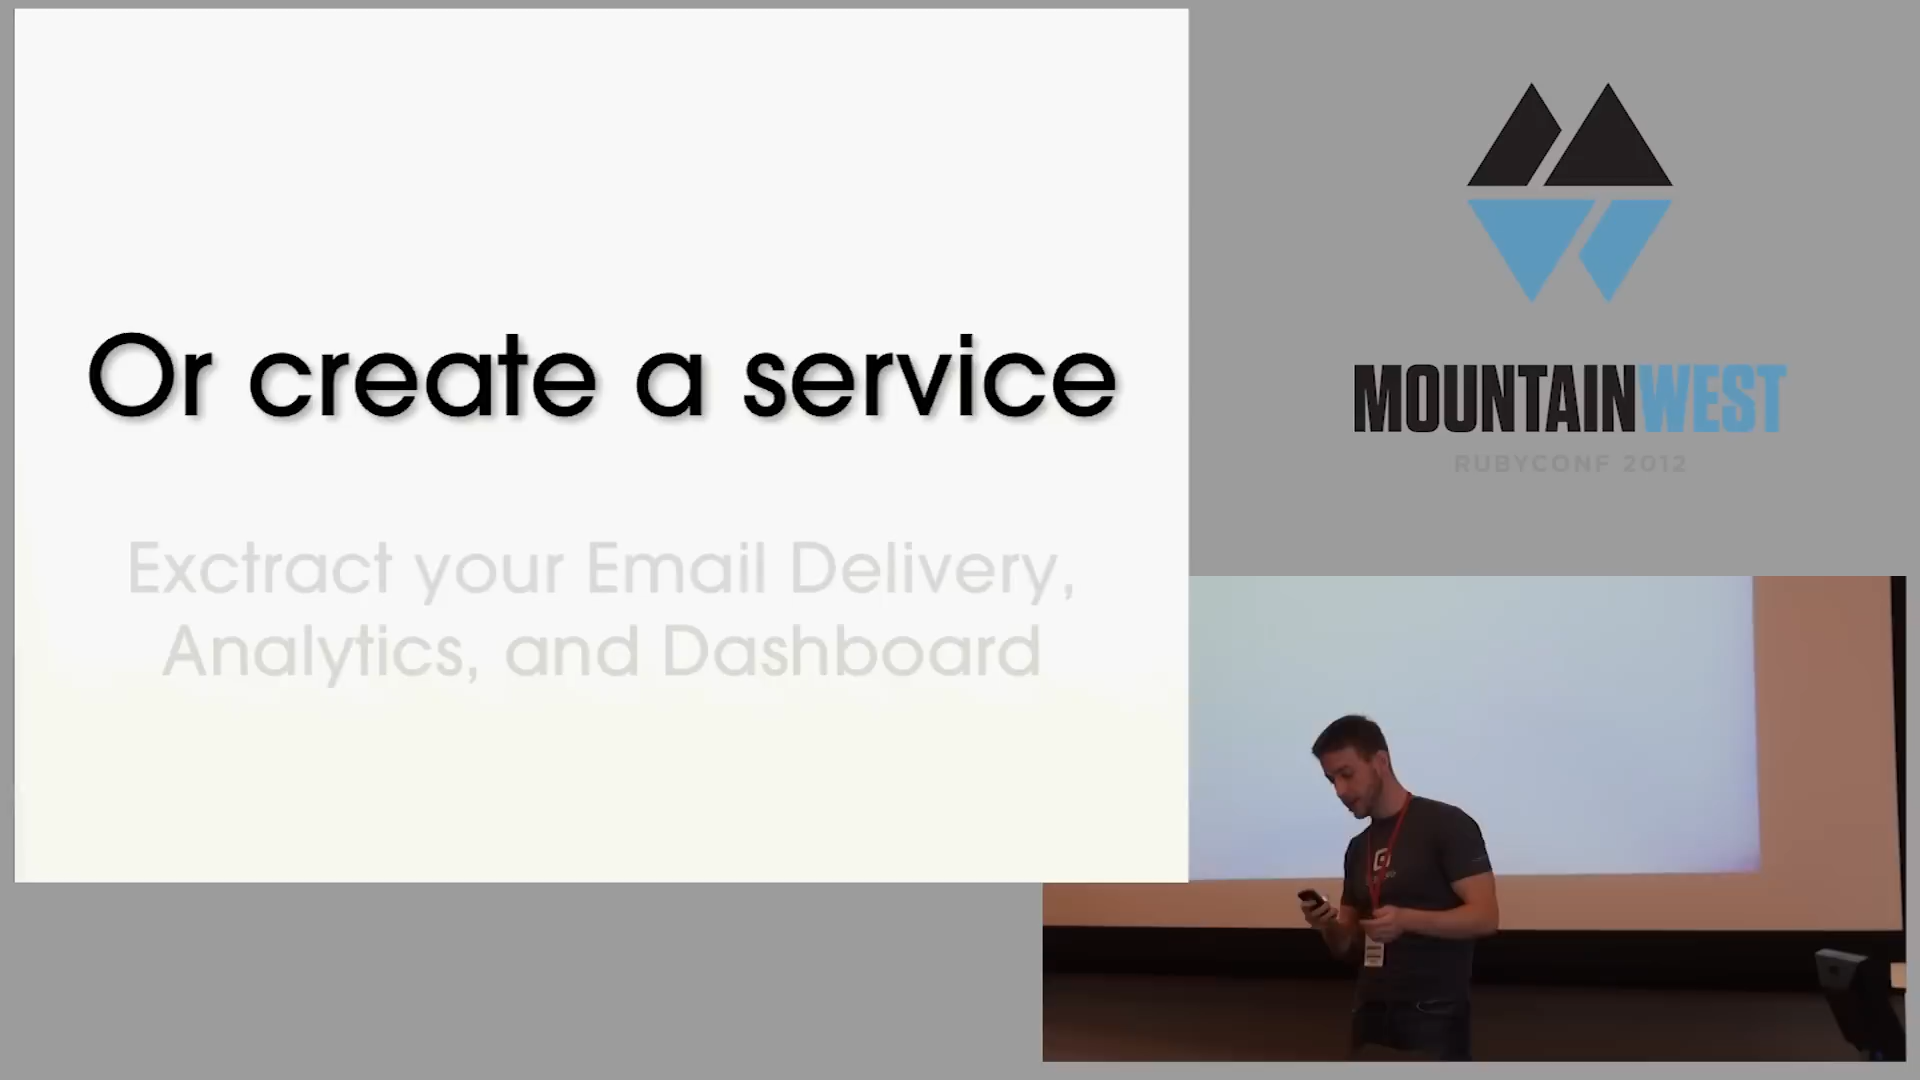 Or create a service
Exctract your Email Delivery,
Analytics, and Dashboard
MOUNTAINWEST
RUBYCONF 2012